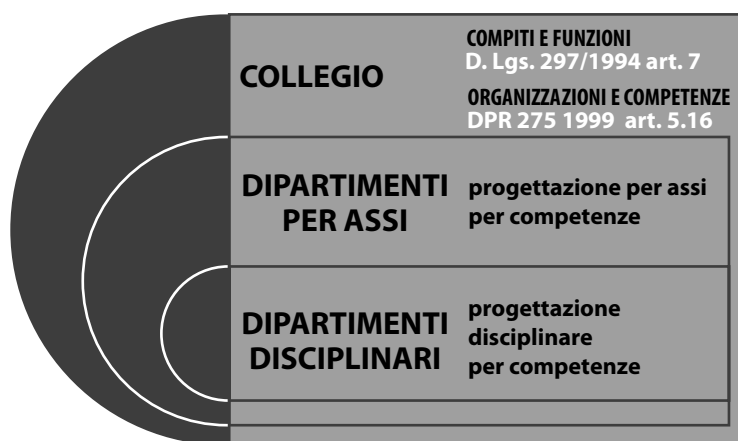 COLLEGIO
COMPITI E FUNZIONI
D. Lgs. 297/1994 art. 7
ORGANIZZAZIONI E COMPETENZE
DPR 275 1999 art. 5.16
DIPARTIMENTI
PER ASSI
progettazione per assi
per competenze
DIPARTIMENTI
DISCIPLINARI
progettazione
disciplinare
per competenze